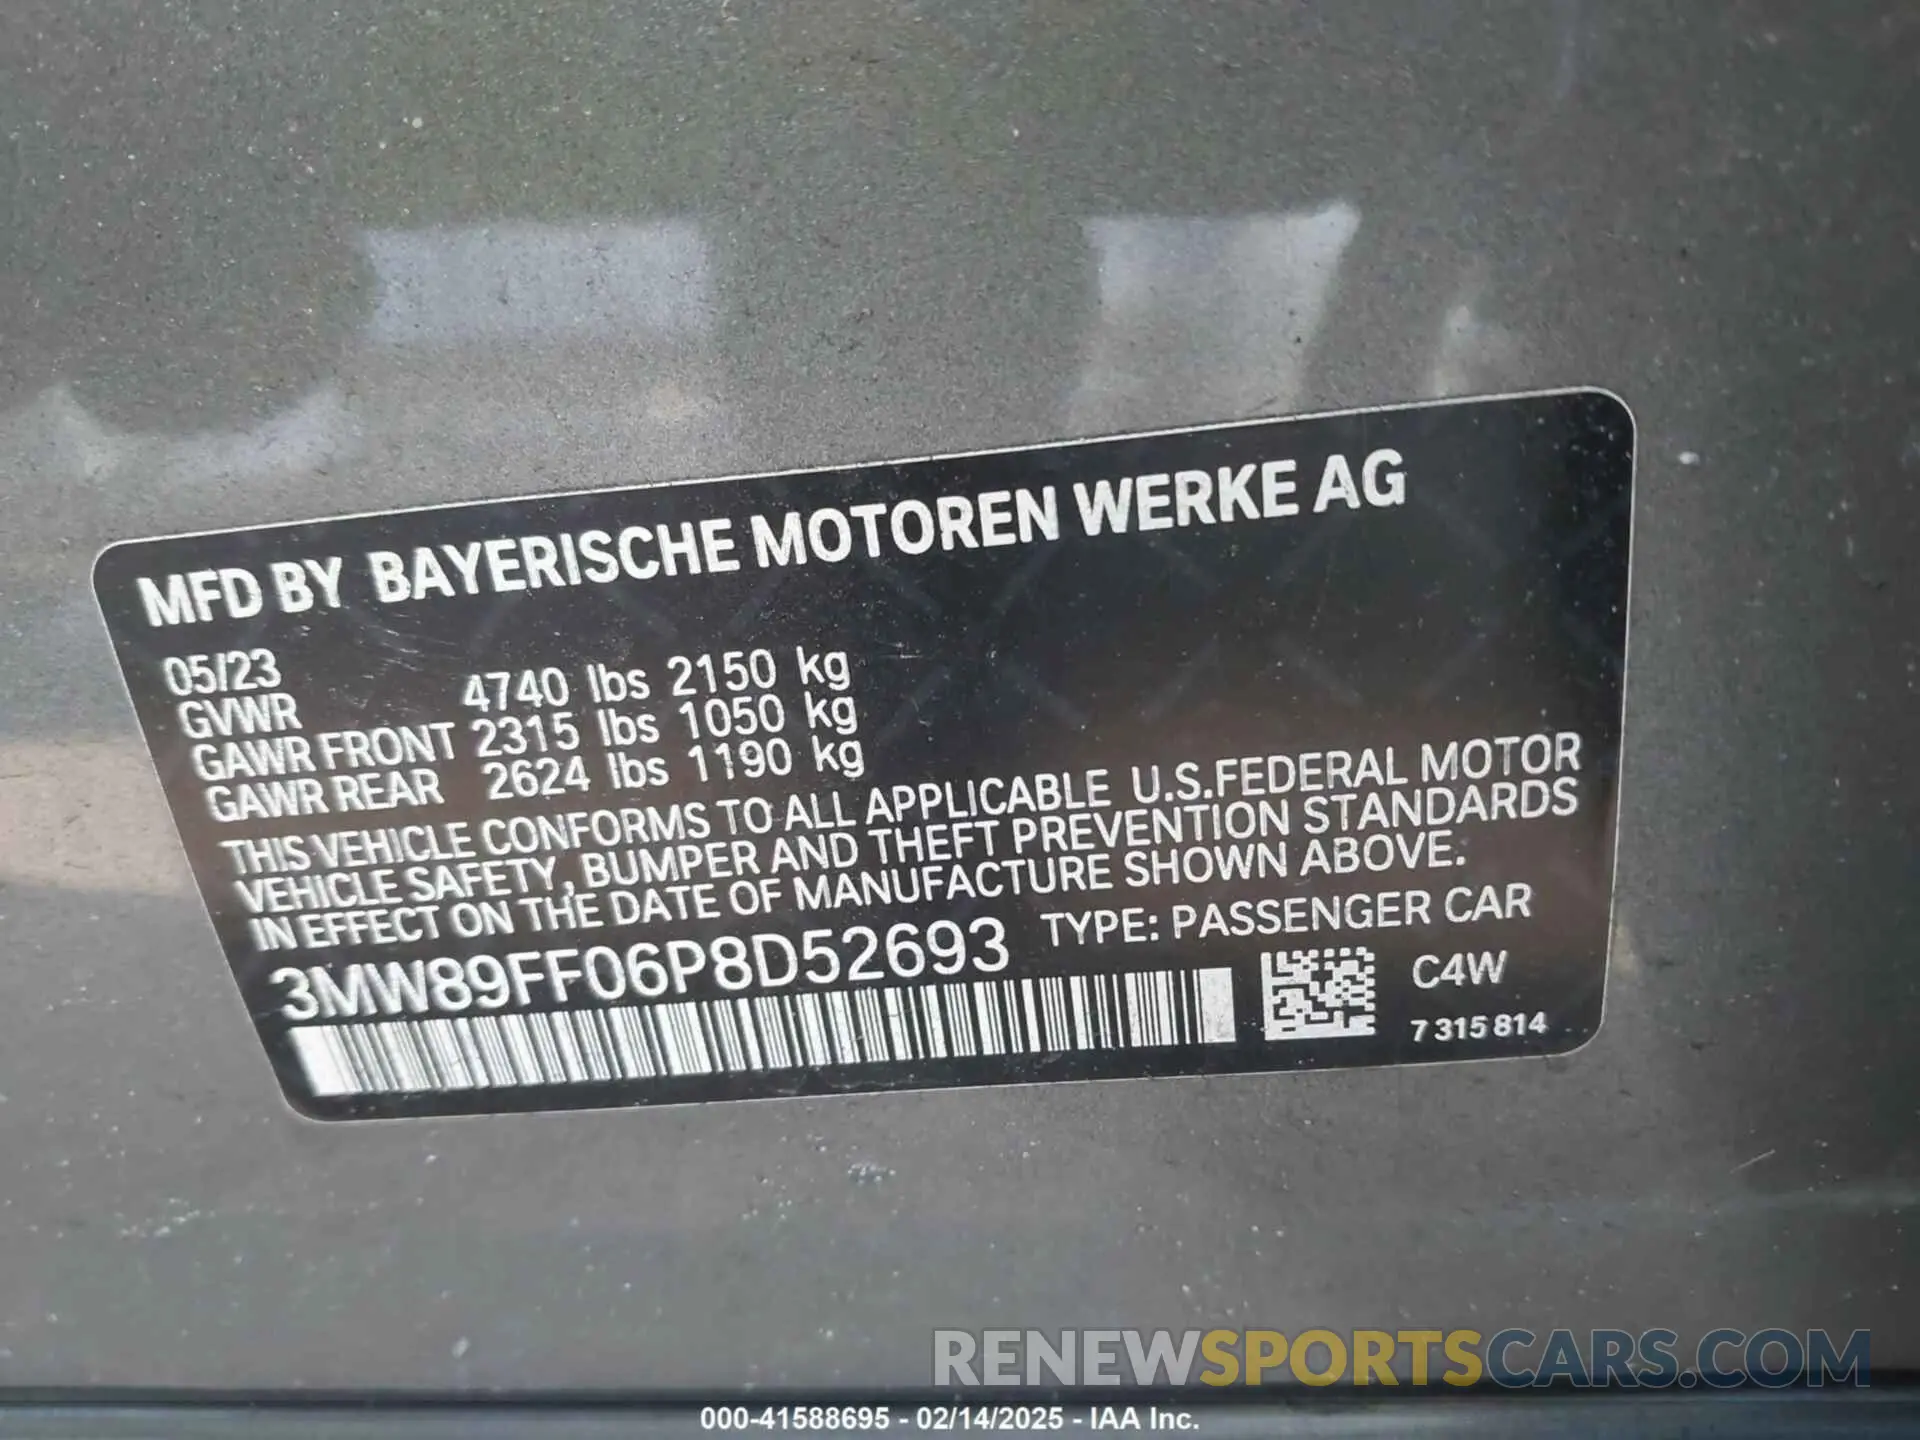 MFD BY BAYERISCHE MOTOREN WERKE AG
05/23
GVWR 4740 lbs 2150 kg
GAWR FRONT 2315 lbs 1050 kg
GAWR REAR 2624 lbs 1190 kg
THIS VEHICLE CONFORMS TO ALL APPLICABLE U.S.FEDERAL MOTOR
VEHICLE SAFETY, BUMPER AND THEFT PREVENTION STANDARDS
IN EFFECT ON THE DATE OF MANUFACTURE SHOWN ABOVE.
3MW89FF06P8D52693 TYPE: PASSENGER CAR
C4W
7 315 814
RENEWSPORTSCARS.COM
000-41588695 - 02/14/2025 - IAA Inc.